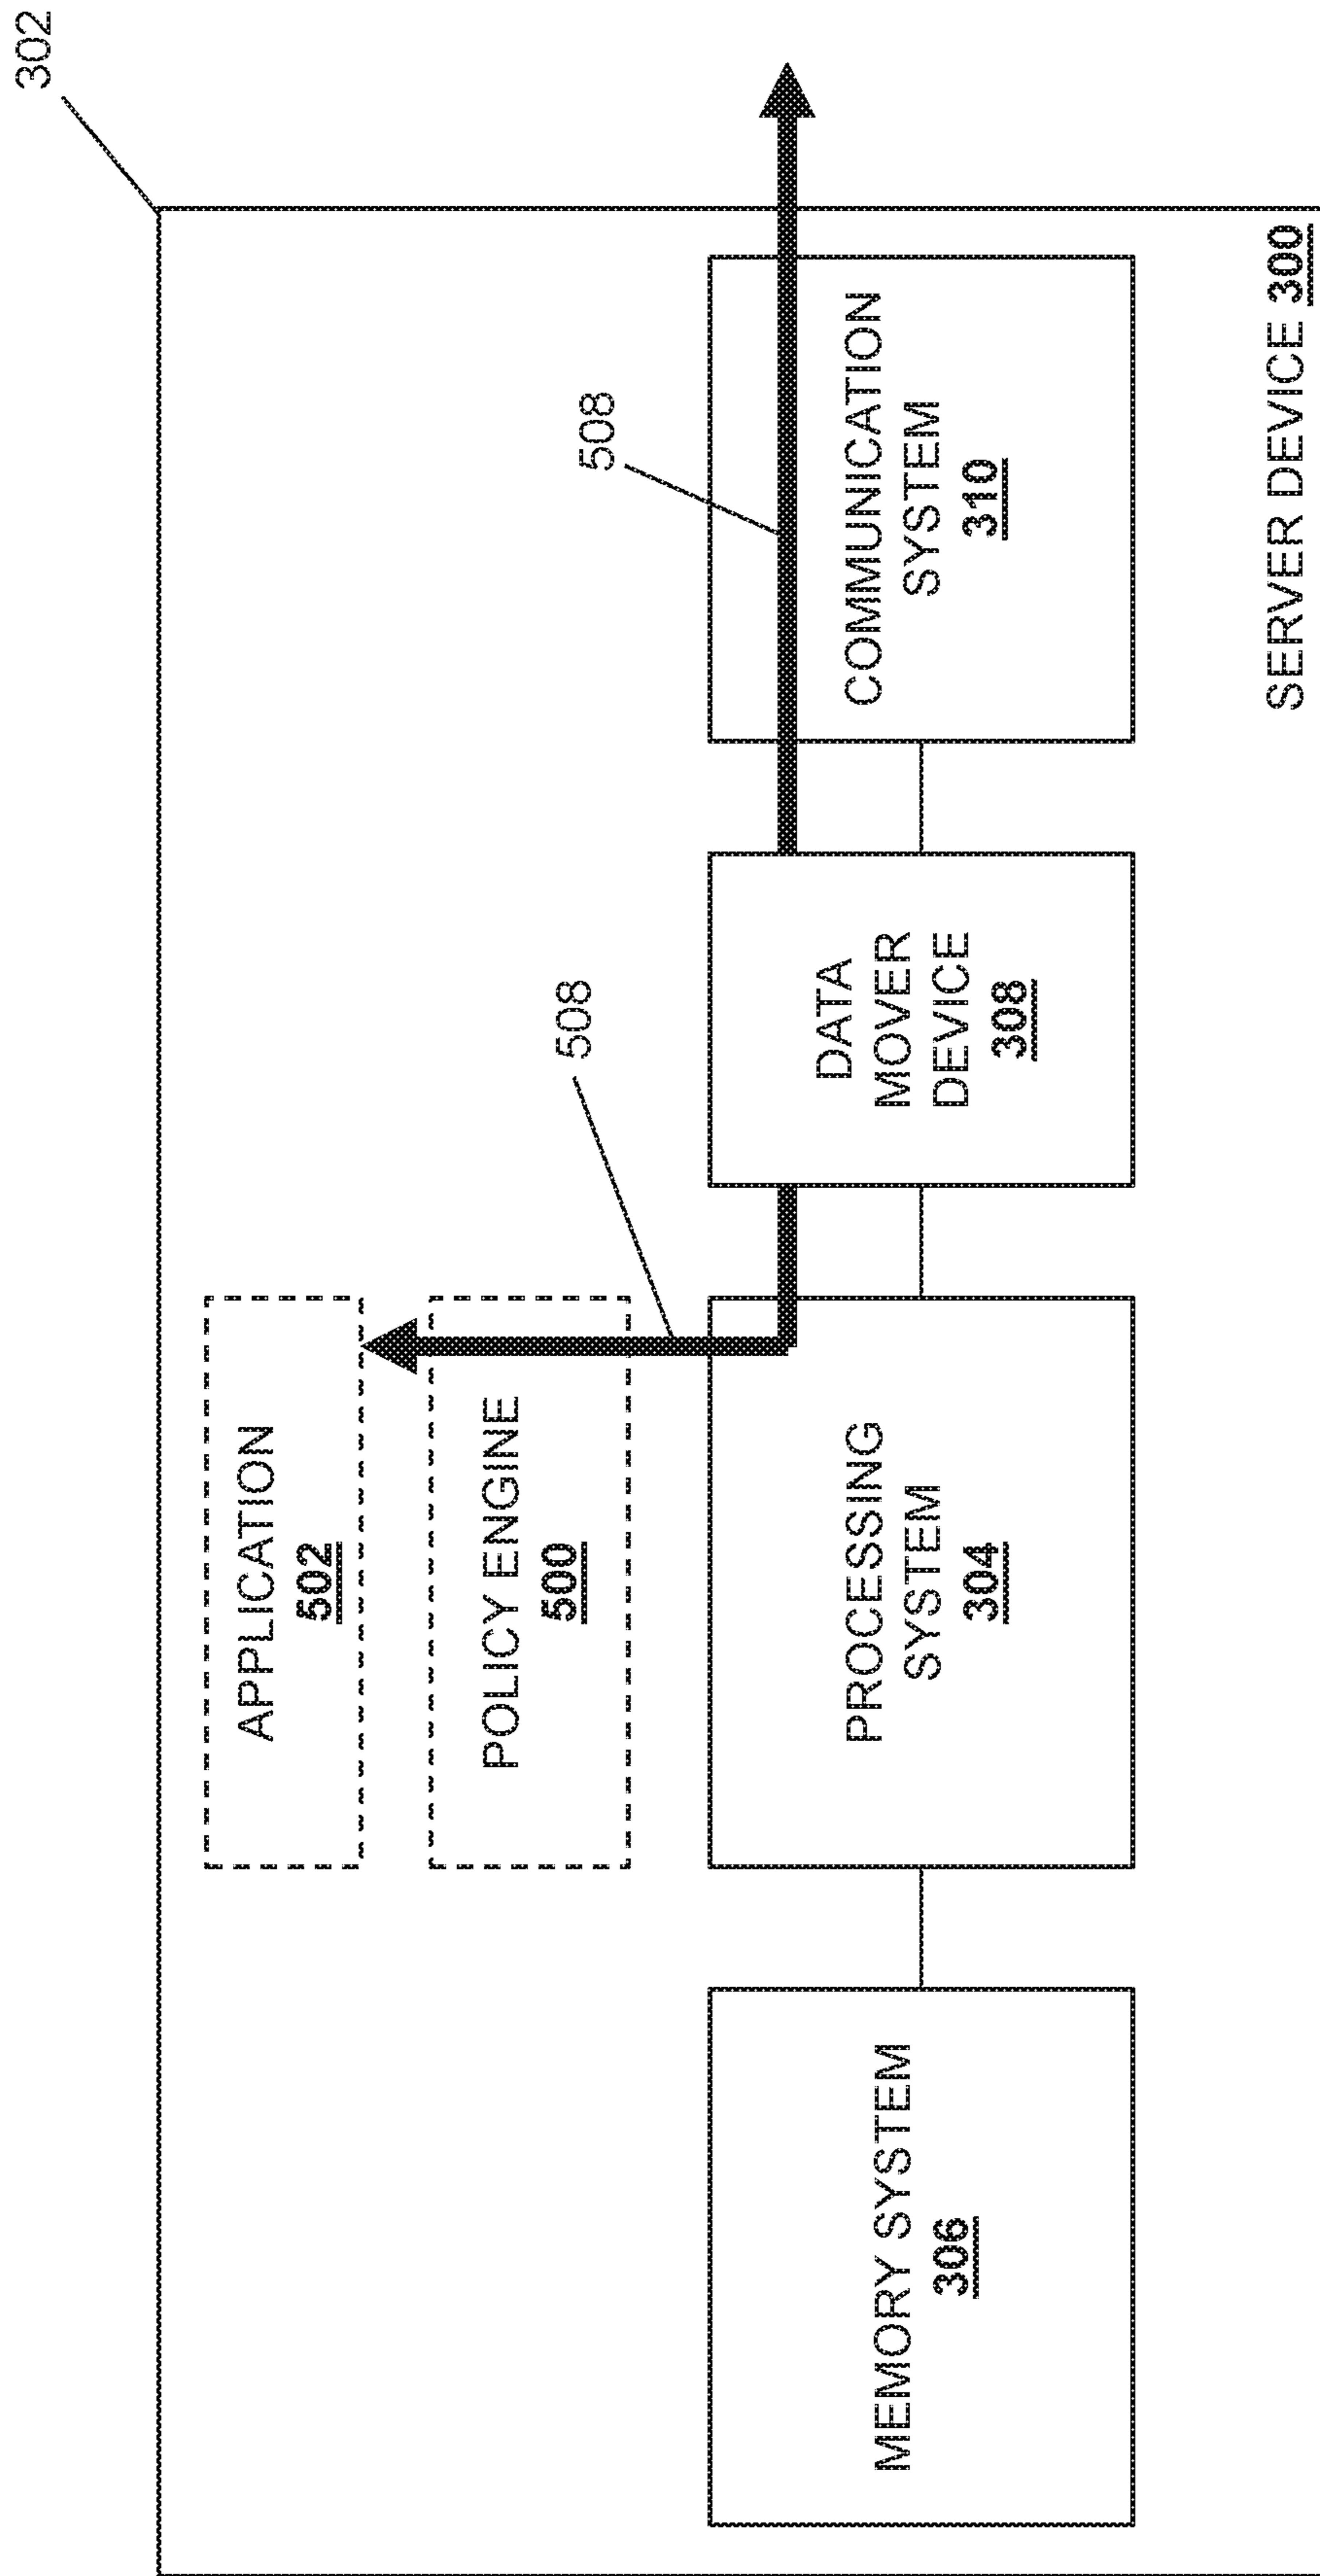 302
APPLICATION
502
POLICY ENGINE
500
508
508
MEMORY SYSTEM
306
PROCESSING
SYSTEM
304
DATA
MOVER
DEVICE
308
COMMUNICATION
SYSTEM
310
SERVER DEVICE 300